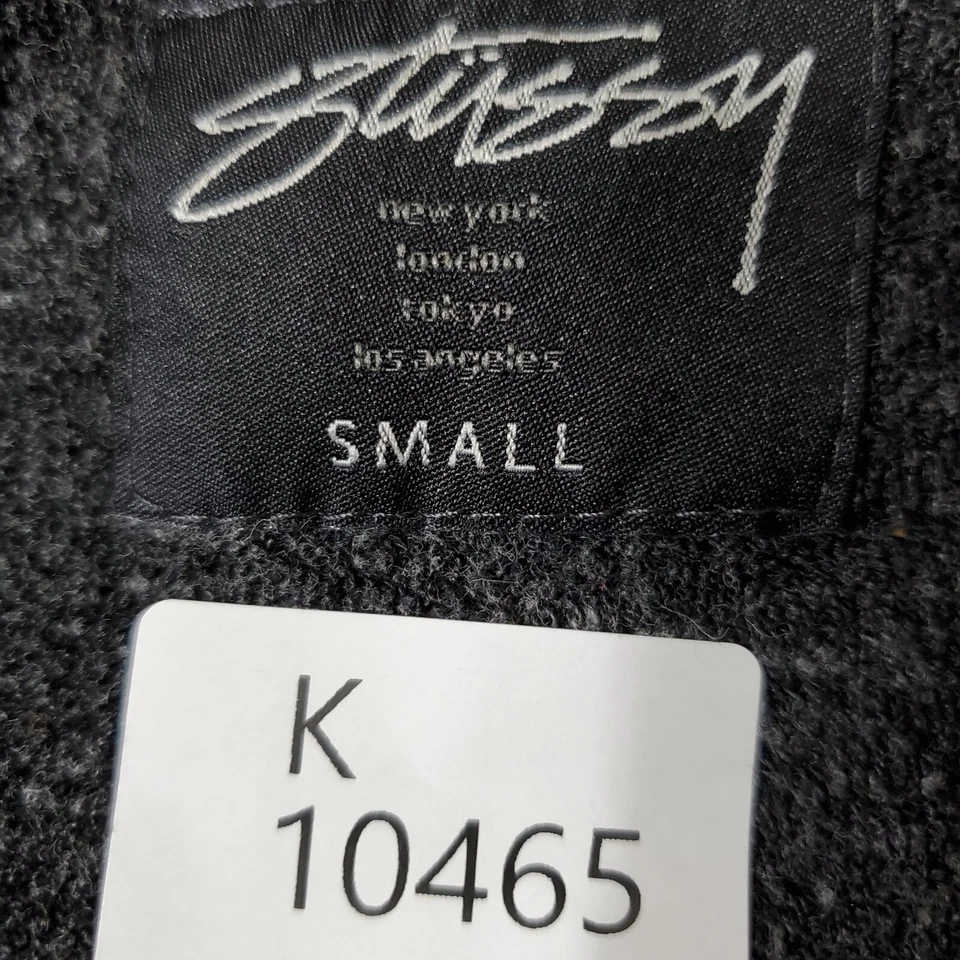 Stüssy
new york
london
tokyo
los angeles
SMALL
K
10465